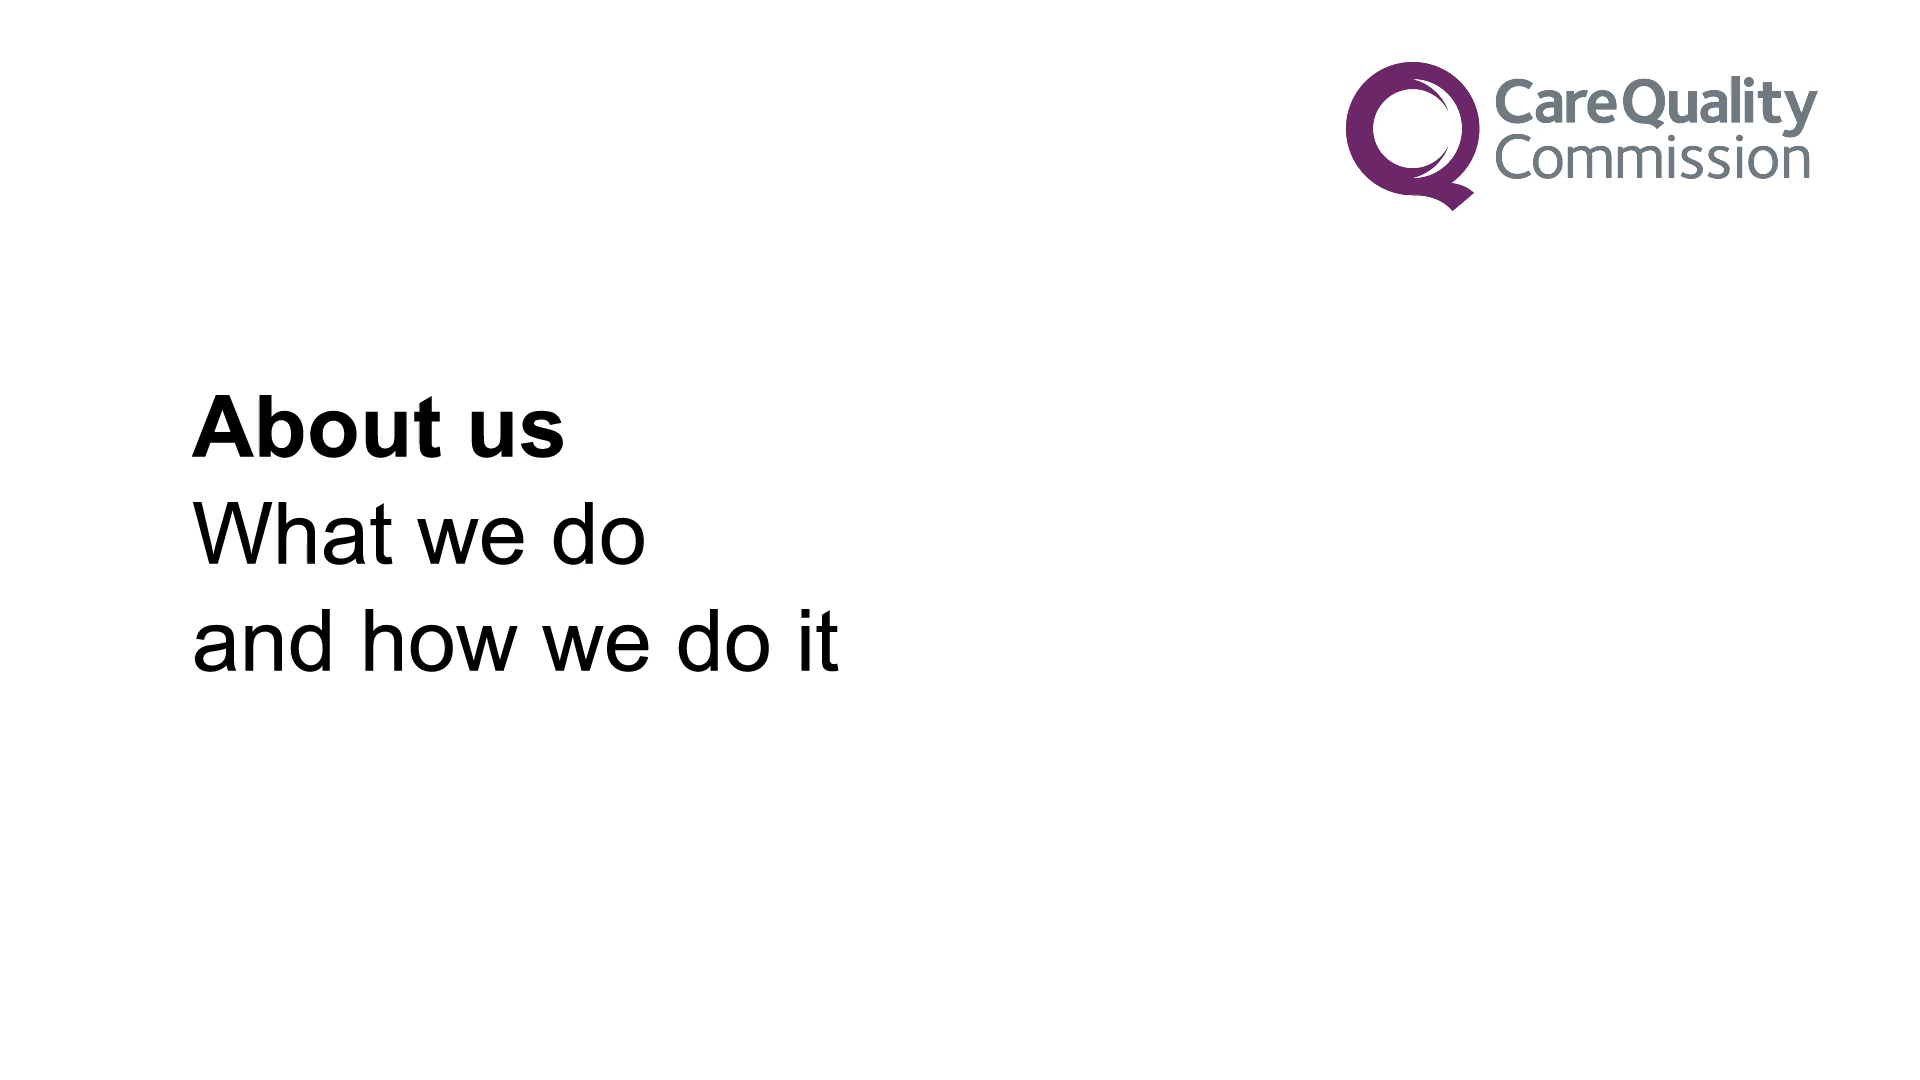 CareQuality
Commission
About us
What we do
and how we do it